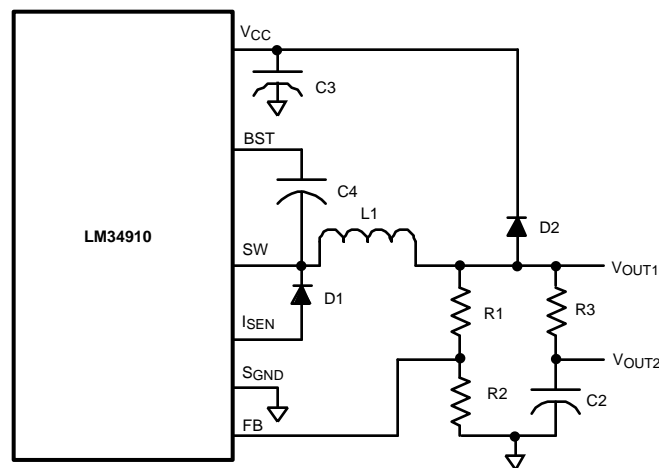 VCC
C3
BST
C4
L1
LM34910
D2
SW
VOUT1
D1
R1
R3
ISEN
VOUT2
SGND
R2
C2
FB